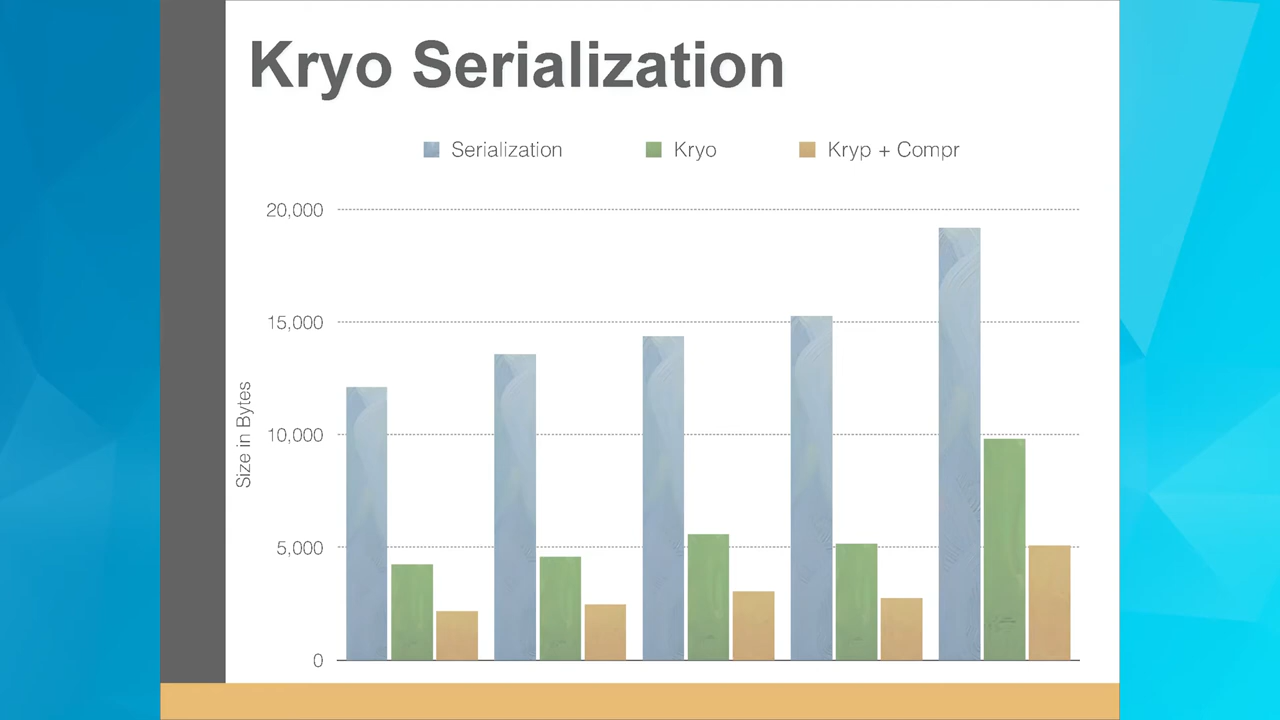 Kryo Serialization
Serialization
Kryo
Kryp + Compr
20,000
15,000
10,000
5,000
0
Size in Bytes